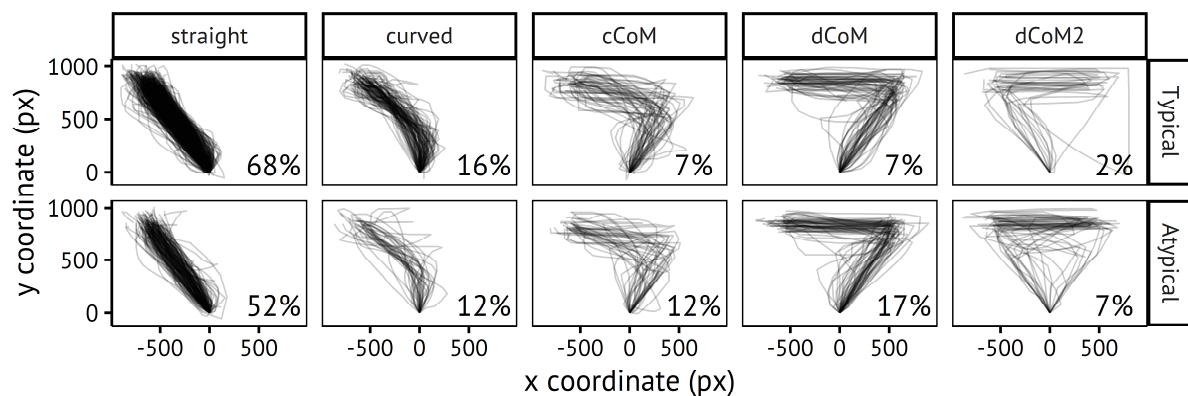 straight curved cCoM dCoM dCoM2
y coordinate (px)
1000
500
0
68% 16% 7% 7% 2%
Typical
1000
500
0
52% 12% 12% 17% 7%
Atypical
-500 0 500 -500 0 500 -500 0 500 -500 0 500 -500 0 500
x coordinate (px)